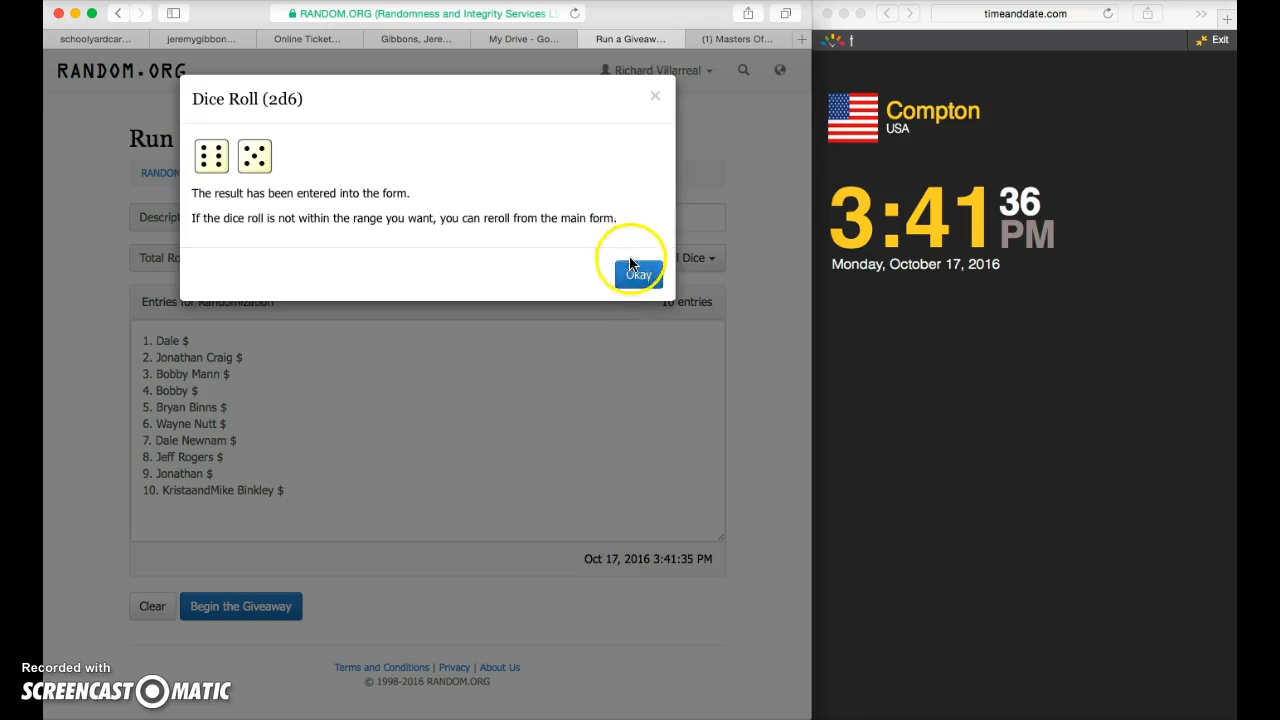 RANDOM.ORG (Randomness and Integrity Services L
timeanddate.com
schoolyardcar...
jeremygibbon...
Online Ticket...
Gibbons, Jere...
My Drive - Go...
Run a Giveaw...
(1) Masters Of...
Exit
RANDOM.ORG
Richard Villarreal
Dice Roll (2d6)
×
Run
RANDOM
The result has been entered into the form.
If the dice roll is not within the range you want, you can reroll from the main form.
Descript
Total Ro
Dice
Okay
Entries for Randomization
10 entries
1. Dale $
2. Jonathan Craig $
3. Bobby Mann $
4. Bobby $
5. Bryan Binns $
6. Wayne Nutt $
7. Dale Newnam $
8. Jeff Rogers $
9. Jonathan $
10. KristaandMike Binkley $
Oct 17, 2016 3:41:35 PM
Clear
Begin the Giveaway
Terms and Conditions | Privacy | About Us
© 1998-2016 RANDOM.ORG
Compton
USA
3:41 36 PM
Monday, October 17, 2016
Recorded with
SCREENCAST-O-MATIC